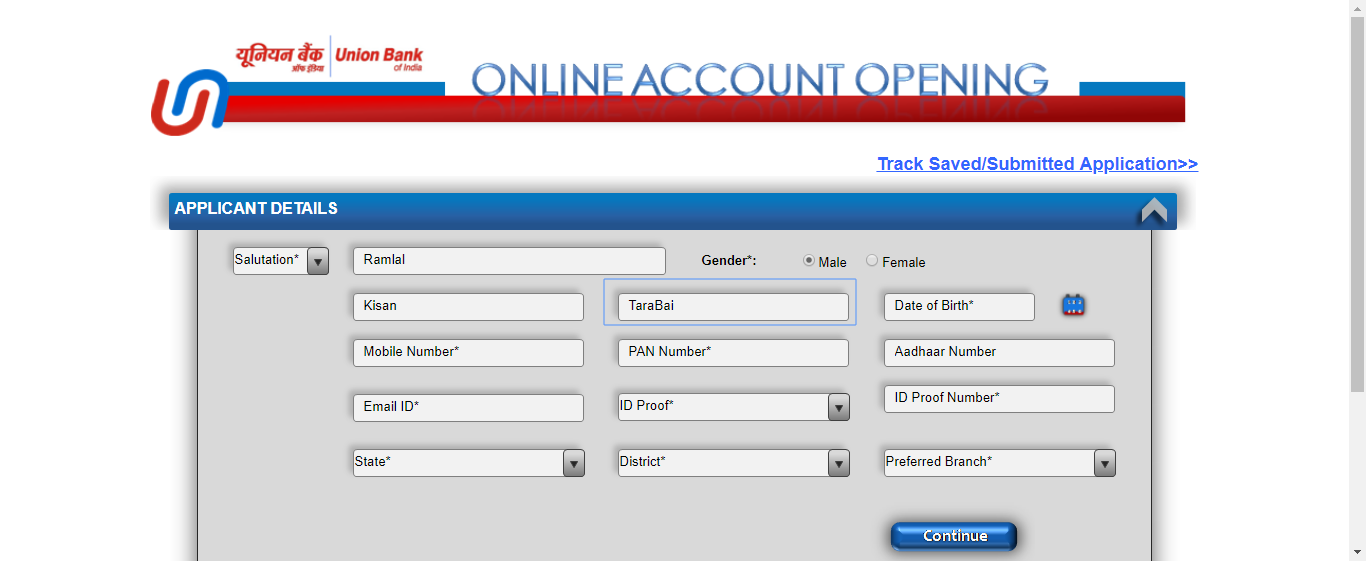 यूनियन बैंक Union Bank
ऑफ़ इंडिया of India
ONLINE ACCOUNT OPENING
Track Saved/Submitted Application>>
APPLICANT DETAILS
Salutation* Ramlal Gender*: Male Female
Kisan TaraBai Date of Birth*
Mobile Number* PAN Number* Aadhaar Number
Email ID* ID Proof* ID Proof Number*
State* District* Preferred Branch*
Continue